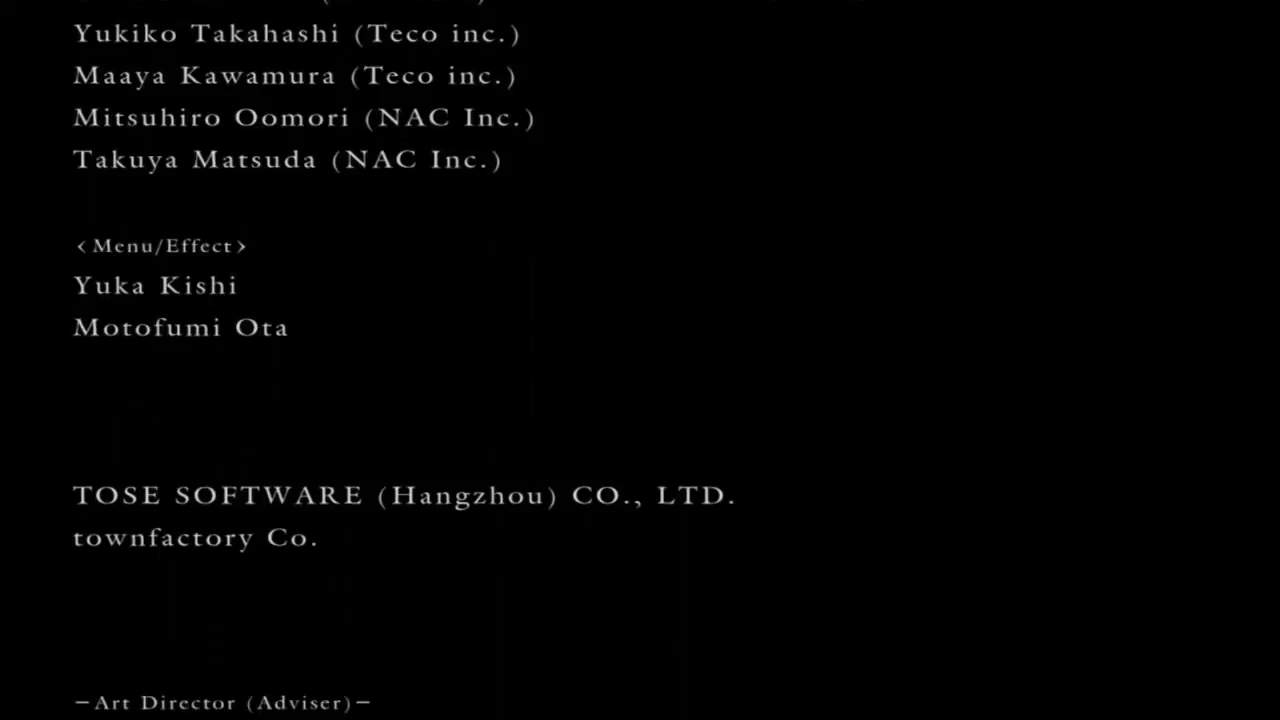 Yukiko Takahashi (Teco inc.)
Maaya Kawamura (Teco inc.)
Mitsuhiro Oomori (NAC Inc.)
Takuya Matsuda (NAC Inc.)
<Menu/Effect>
Yuka Kishi
Motofumi Ota
TOSE SOFTWARE (Hangzhou) CO., LTD.
townfactory Co.
−Art Director (Adviser)−